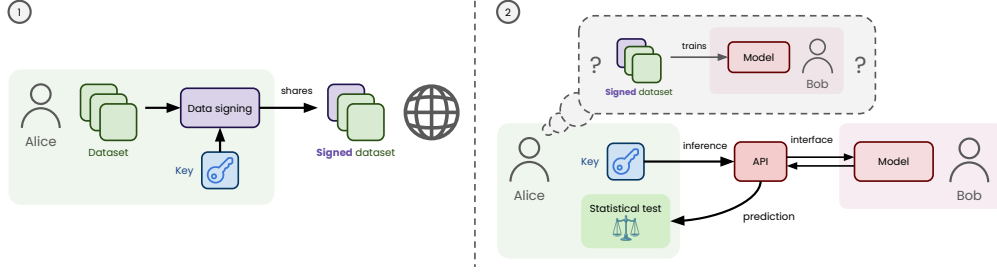 1
Alice
Dataset
Data signing
Key
shares
Signed dataset
2
?
Signed dataset
trains
Model
Bob
?
Alice
Key
inference
API
interface
Model
Bob
Statistical test
prediction